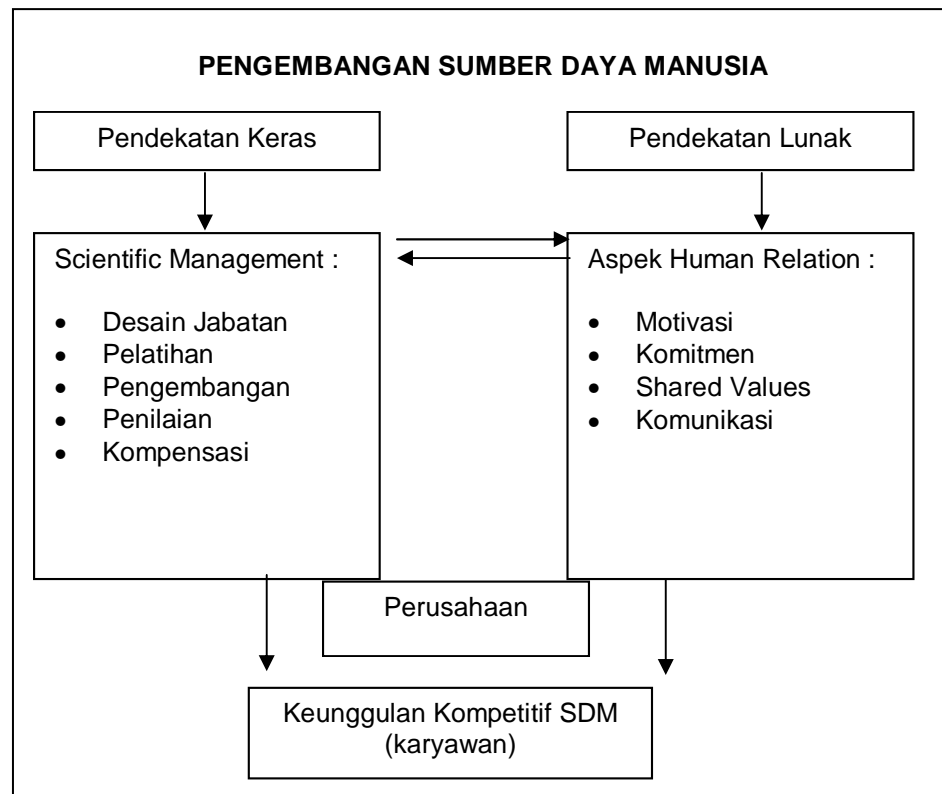 PENGEMBANGAN SUMBER DAYA MANUSIA
Pendekatan Keras
Pendekatan Lunak
Scientific Management :
• Desain Jabatan
• Pelatihan
• Pengembangan
• Penilaian
• Kompensasi
Aspek Human Relation :
• Motivasi
• Komitmen
• Shared Values
• Komunikasi
Perusahaan
Keunggulan Kompetitif SDM
(karyawan)